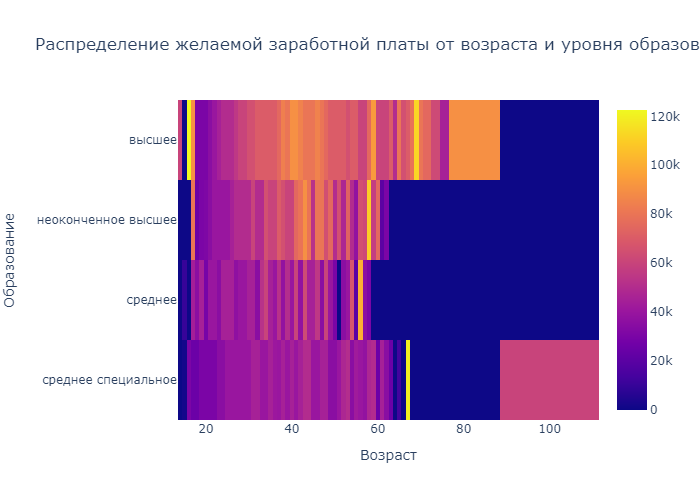 Распределение желаемой заработной платы от возраста и уровня образов
высшее
неоконченное высшее
среднее
среднее специальное
Образование
20 40 60 80 100
Возраст
120k
100k
80k
60k
40k
20k
0